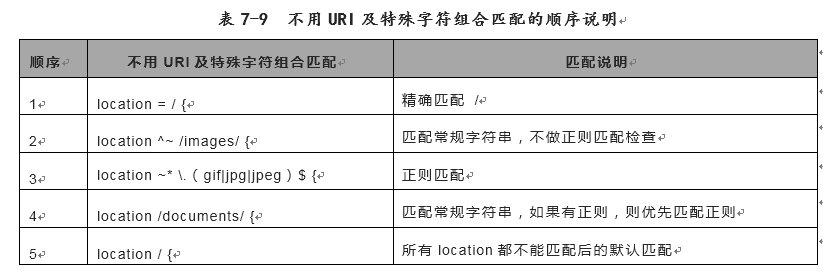 表 7-9 不用 URI 及特殊字符组合匹配的顺序说明
顺序 不用 URI 及特殊字符组合匹配 匹配说明
1 location = / { 精确匹配 /
2 location ^~ /images/ { 匹配常规字符串，不做正则匹配检查
3 location ~* \.（gif|jpg|jpeg）$ { 正则匹配
4 location /documents/ { 匹配常规字符串，如果有正则，则优先匹配正则
5 location / { 所有 location 都不能匹配后的默认匹配